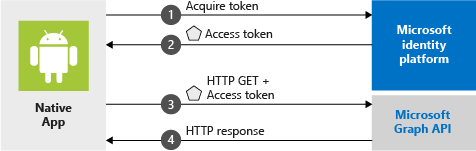 1 Acquire token
2 Access token
Microsoft
identity
platform
Native
App
HTTP GET +
3 Access token
Microsoft
Graph API
HTTP response
4